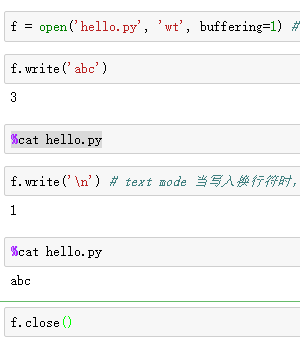 f = open('hello.py', 'wt', buffering=1) #
f.write('abc')
3
%cat hello.py
f.write('\n') # text mode 当写入换行符时，
1
%cat hello.py
abc
f.close()